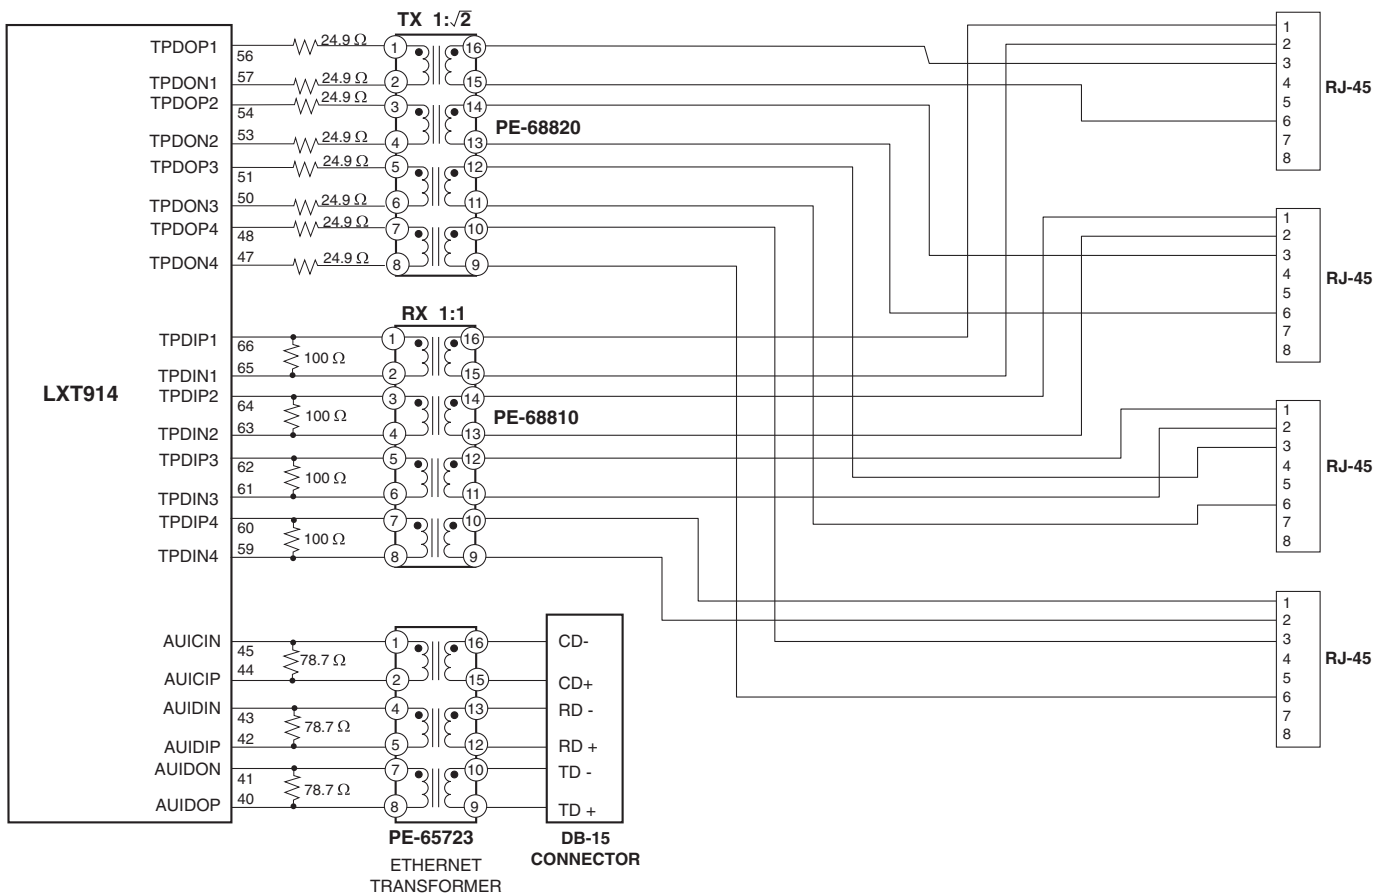 TX 1:√2
TPDOP1 56 24.9 Ω 1 16
TPDON1 57 24.9 Ω 2 15
TPDOP2 54 24.9 Ω 3 14
TPDON2 53 24.9 Ω 4 13
PE-68820
TPDOP3 51 24.9 Ω 5 12
TPDON3 50 24.9 Ω 6 11
TPDOP4 48 24.9 Ω 7 10
TPDON4 47 24.9 Ω 8 9
RX 1:1
TPDIP1 66 1 16
100 Ω
TPDIN1 65 2 15
TPDIP2 64 3 14
100 Ω
TPDIN2 63 4 13
PE-68810
LXT914
TPDIP3 62 5 12
100 Ω
TPDIN3 61 6 11
TPDIP4 60 7 10
100 Ω
TPDIN4 59 8 9
AUICIN 45 1 16 CD-
78.7 Ω
AUICIP 44 2 15 CD+
AUIDIN 43 4 13 RD -
78.7 Ω
AUIDIP 42 5 12 RD +
AUIDON 41 7 10 TD -
78.7 Ω
AUIDOP 40 8 9 TD +
PE-65723
ETHERNET
TRANSFORMER
DB-15
CONNECTOR
1
2
3
4
5
6
7
8
RJ-45
1
2
3
4
5
6
7
8
RJ-45
1
2
3
4
5
6
7
8
RJ-45
1
2
3
4
5
6
7
8
RJ-45